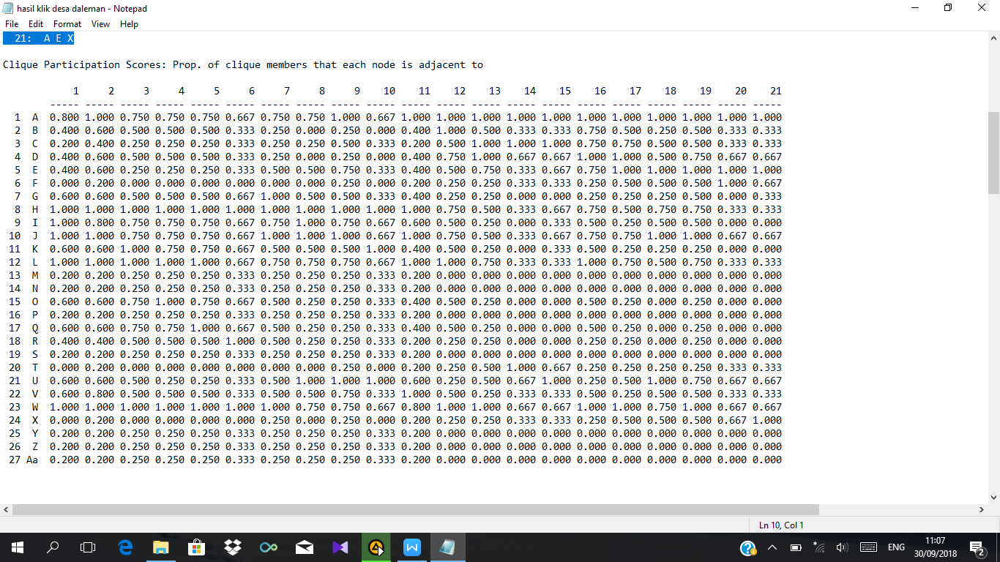 hasil klik desa daleman - Notepad
File Edit Format View Help
21: A E X
Clique Participation Scores: Prop. of clique members that each node is adjacent to
1 2 3 4 5 6 7 8 9 10 11 12 13 14 15 16 17 18 19 20 21
----- ----- ----- ----- ----- ----- ----- ----- ----- ----- ----- ----- ----- ----- ----- ----- ----- ----- ----- ----- -----
1 A 0.800 1.000 0.750 0.750 0.750 0.667 0.750 0.750 1.000 0.667 1.000 1.000 1.000 1.000 1.000 1.000 1.000 1.000 1.000 1.000 1.000
2 B 0.400 0.600 0.500 0.500 0.500 0.333 0.250 0.000 0.250 0.000 0.400 1.000 0.500 0.333 0.333 0.750 0.500 0.250 0.500 0.333 0.333
3 C 0.200 0.400 0.250 0.250 0.250 0.333 0.250 0.250 0.500 0.333 0.200 0.500 1.000 1.000 1.000 0.750 0.750 0.500 0.500 0.333 0.333
4 D 0.400 0.600 0.500 0.500 0.500 0.333 0.250 0.000 0.250 0.000 0.400 0.750 1.000 0.667 0.667 1.000 1.000 0.500 0.750 0.667 0.667
5 E 0.400 0.600 0.250 0.250 0.250 0.333 0.500 0.500 0.750 0.333 0.400 0.500 0.750 0.333 0.667 0.750 1.000 1.000 1.000 1.000 1.000
6 F 0.000 0.200 0.000 0.000 0.000 0.000 0.000 0.000 0.250 0.000 0.200 0.250 0.250 0.333 0.333 0.250 0.500 0.500 0.500 1.000 0.667
7 G 0.600 0.600 0.500 0.500 0.500 0.667 1.000 0.500 0.500 0.333 0.400 0.250 0.250 0.000 0.000 0.250 0.250 0.250 0.500 0.000 0.333
8 H 1.000 1.000 1.000 1.000 1.000 1.000 1.000 1.000 1.000 1.000 1.000 0.750 0.500 0.333 0.667 0.750 0.500 0.750 0.750 0.333 0.333
9 I 1.000 0.800 0.750 0.750 0.750 0.667 0.750 1.000 0.750 0.667 0.600 0.500 0.250 0.000 0.333 0.500 0.250 0.500 0.500 0.000 0.000
10 J 1.000 1.000 0.750 0.750 0.750 0.667 1.000 1.000 1.000 0.667 1.000 0.750 0.500 0.333 0.667 0.750 0.750 1.000 1.000 0.667 0.667
11 K 0.600 0.600 1.000 0.750 0.750 0.667 0.500 0.500 0.500 1.000 0.400 0.500 0.250 0.000 0.333 0.500 0.250 0.250 0.250 0.000 0.000
12 L 1.000 1.000 1.000 1.000 1.000 0.667 0.750 0.750 0.750 0.667 1.000 1.000 0.750 0.333 0.333 1.000 0.750 0.500 0.750 0.333 0.333
13 M 0.200 0.200 0.250 0.250 0.250 0.333 0.250 0.250 0.250 0.333 0.200 0.000 0.000 0.000 0.000 0.000 0.000 0.000 0.000 0.000 0.000
14 N 0.200 0.200 0.250 0.250 0.250 0.333 0.250 0.250 0.250 0.333 0.200 0.000 0.000 0.000 0.000 0.000 0.000 0.000 0.000 0.000 0.000
15 O 0.600 0.600 0.750 1.000 0.750 0.667 0.500 0.250 0.250 0.333 0.400 0.500 0.250 0.000 0.000 0.500 0.250 0.000 0.250 0.000 0.000
16 P 0.200 0.200 0.250 0.250 0.250 0.333 0.250 0.250 0.250 0.333 0.200 0.000 0.000 0.000 0.000 0.000 0.000 0.000 0.000 0.000 0.000
17 Q 0.600 0.600 0.750 0.750 1.000 0.667 0.500 0.250 0.250 0.333 0.400 0.500 0.250 0.000 0.000 0.500 0.250 0.000 0.250 0.000 0.000
18 R 0.400 0.400 0.500 0.500 0.500 1.000 0.500 0.250 0.250 0.333 0.200 0.250 0.250 0.000 0.000 0.250 0.250 0.000 0.250 0.000 0.000
19 S 0.200 0.200 0.250 0.250 0.250 0.333 0.250 0.250 0.250 0.333 0.200 0.000 0.000 0.000 0.000 0.000 0.000 0.000 0.000 0.000 0.000
20 T 0.000 0.200 0.000 0.000 0.000 0.000 0.000 0.000 0.250 0.000 0.200 0.250 0.500 1.000 0.667 0.250 0.250 0.250 0.250 0.333 0.333
21 U 0.600 0.600 0.500 0.250 0.250 0.333 0.500 1.000 1.000 1.000 0.600 0.250 0.500 0.667 1.000 0.250 0.500 1.000 0.750 0.667 0.667
22 V 0.600 0.800 0.500 0.500 0.500 0.333 0.500 0.500 0.750 0.333 1.000 0.500 0.250 0.333 0.333 0.500 0.250 0.500 0.500 0.333 0.333
23 W 1.000 1.000 1.000 1.000 1.000 1.000 1.000 0.750 0.750 0.667 0.800 1.000 1.000 0.667 0.667 1.000 1.000 0.750 1.000 0.667 0.667
24 X 0.000 0.200 0.000 0.000 0.000 0.000 0.250 0.000 0.250 0.000 0.200 0.250 0.250 0.333 0.333 0.250 0.500 0.500 0.500 0.667 1.000
25 Y 0.200 0.200 0.250 0.250 0.250 0.333 0.250 0.250 0.250 0.333 0.200 0.000 0.000 0.000 0.000 0.000 0.000 0.000 0.000 0.000 0.000
26 Z 0.200 0.200 0.250 0.250 0.250 0.333 0.250 0.250 0.250 0.333 0.200 0.000 0.000 0.000 0.000 0.000 0.000 0.000 0.000 0.000 0.000
27 Aa 0.200 0.200 0.250 0.250 0.250 0.333 0.250 0.250 0.250 0.333 0.200 0.000 0.000 0.000 0.000 0.000 0.000 0.000 0.000 0.000 0.000
Ln 10, Col 1
ENG
11:07
30/09/2018
2